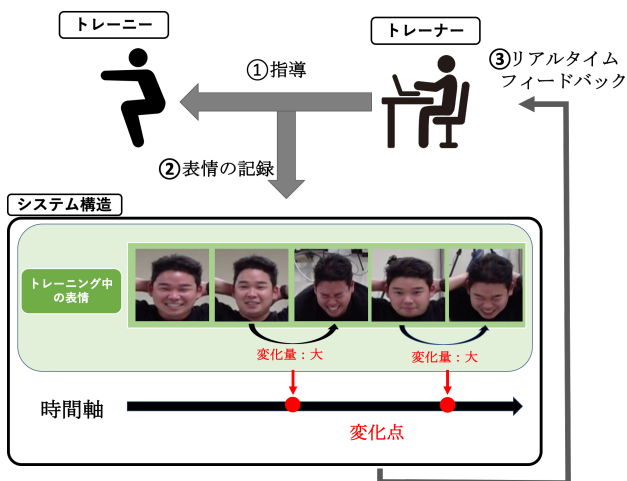 トレーニー
トレーナー
①指導
③リアルタイム
フィードバック
②表情の記録
システム構造
トレーニング中
の表情
変化量：大
変化量：大
時間軸
変化点